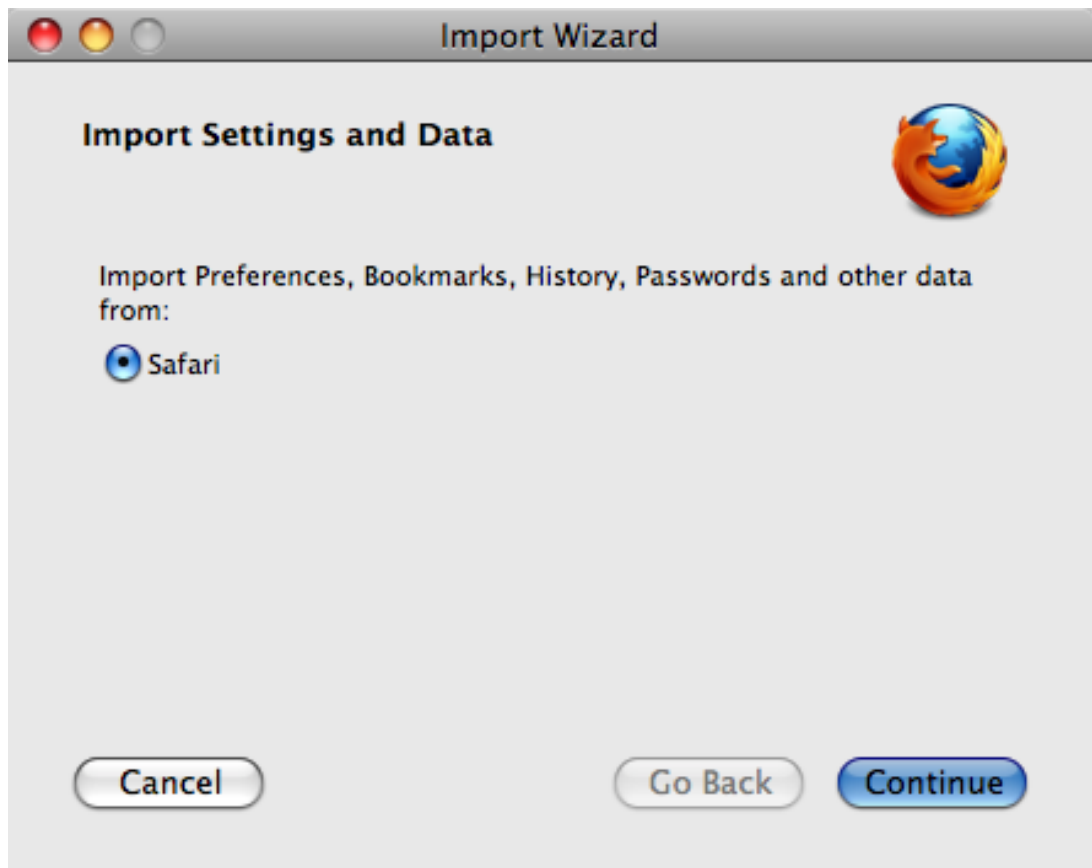 Import Wizard
Import Settings and Data
Import Preferences, Bookmarks, History, Passwords and other data
from:
Safari
Cancel
Go Back
Continue